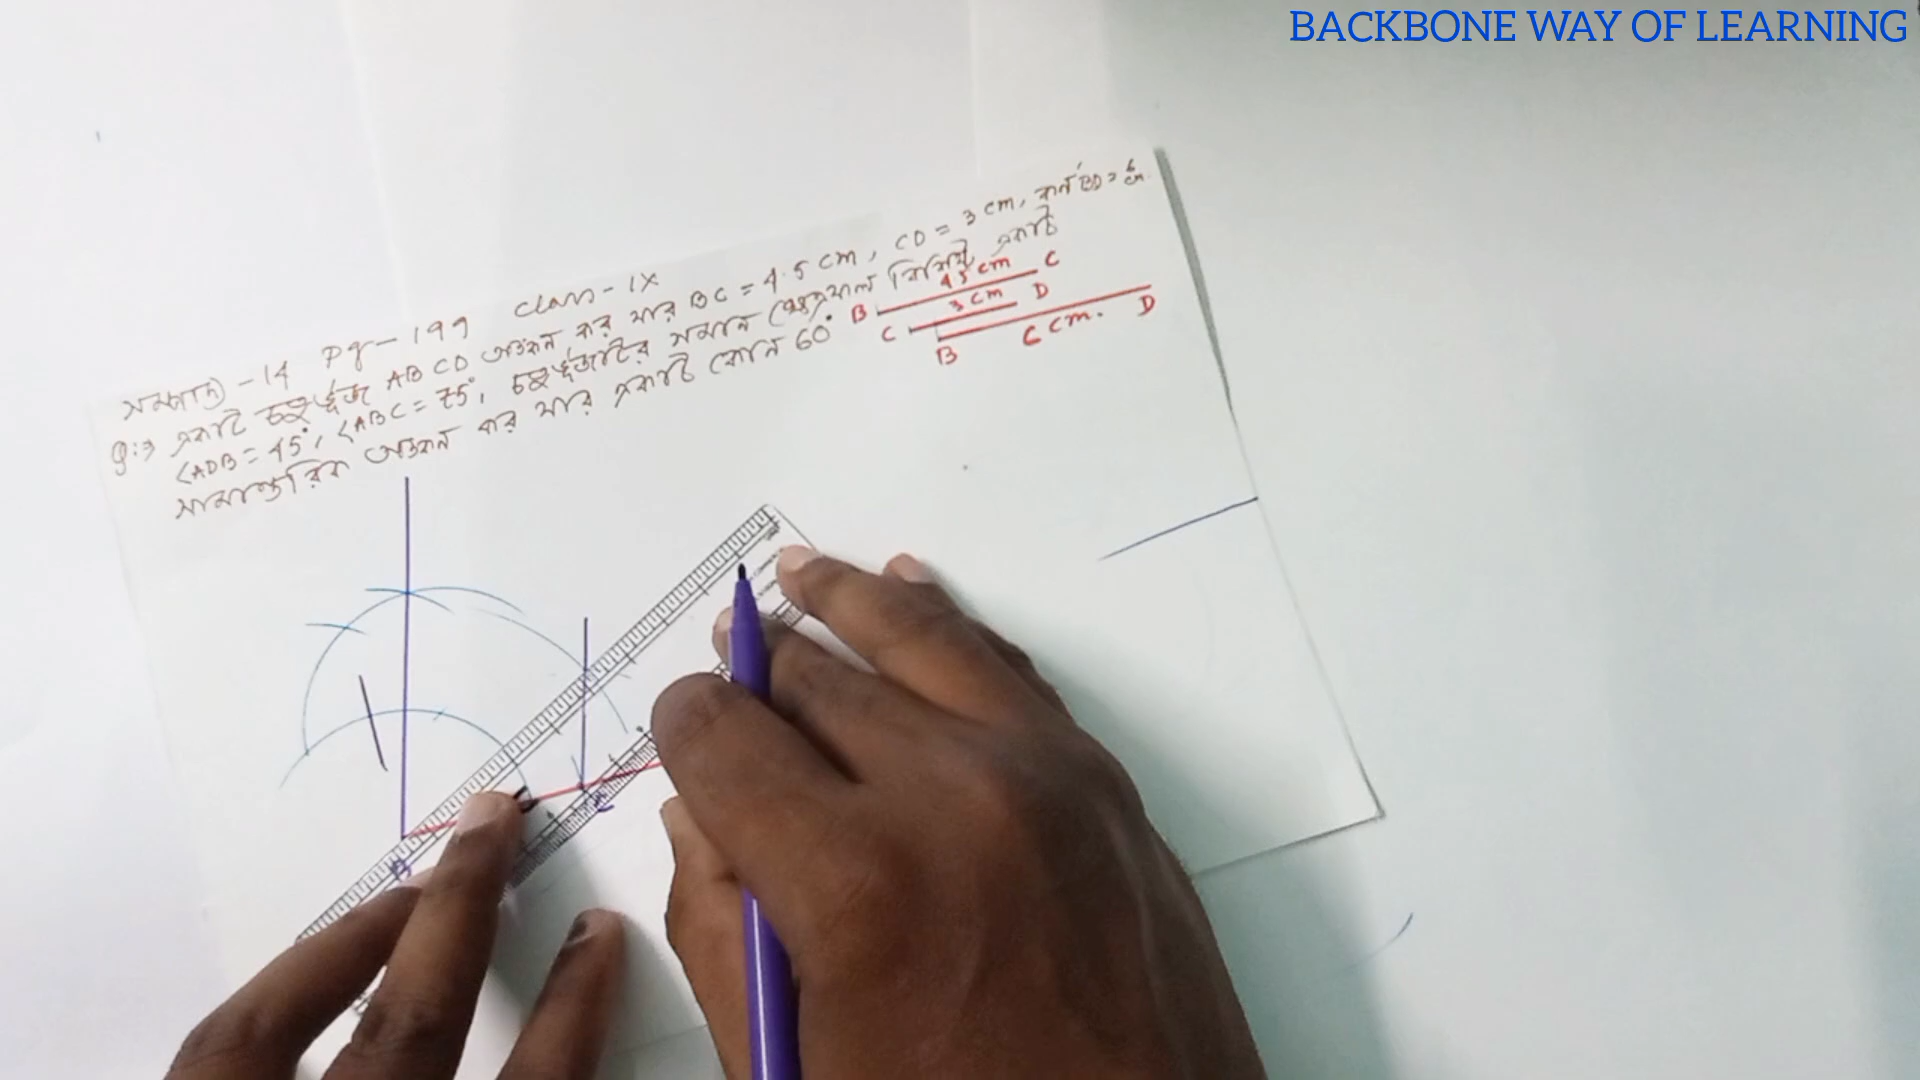 BACKBONE WAY OF LEARNING
সম্পাদ্য - 14 Pg - 199 Class - IX
Q:> একটি চতুর্ভুজ ABCD অঙ্কন কর যার BC = 4.5 cm, CD = 3 cm, কর্ন BD = 6 cm.
∠ADB = 45°, ∠ABC = 75°, চতুর্ভুজটির সমান ক্ষেত্রফল বিশিষ্ট একটি
সামান্তরিক অঙ্কন কর যার একটি কোন 60°
B 4.5 cm C
C 3 cm D
B 6 cm. D
B C